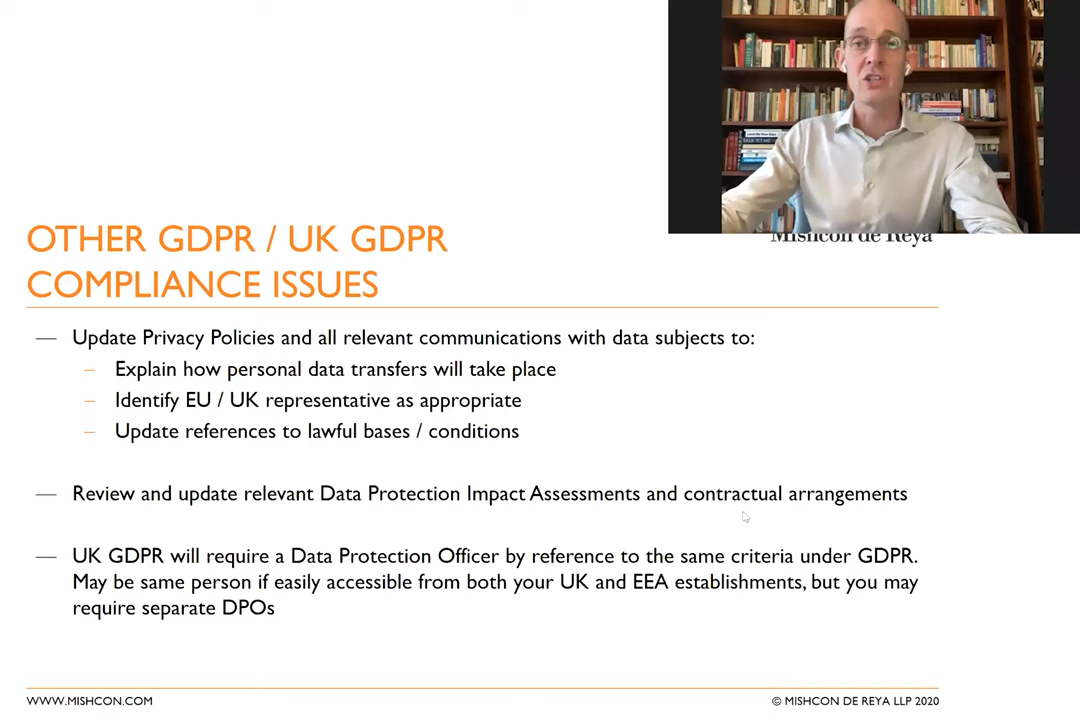 Mishcon de Reya
OTHER GDPR / UK GDPR
COMPLIANCE ISSUES
— Update Privacy Policies and all relevant communications with data subjects to:
– Explain how personal data transfers will take place
– Identify EU / UK representative as appropriate
– Update references to lawful bases / conditions
— Review and update relevant Data Protection Impact Assessments and contractual arrangements
— UK GDPR will require a Data Protection Officer by reference to the same criteria under GDPR.
May be same person if easily accessible from both your UK and EEA establishments, but you may
require separate DPOs
WWW.MISHCON.COM
© MISHCON DE REYA LLP 2020